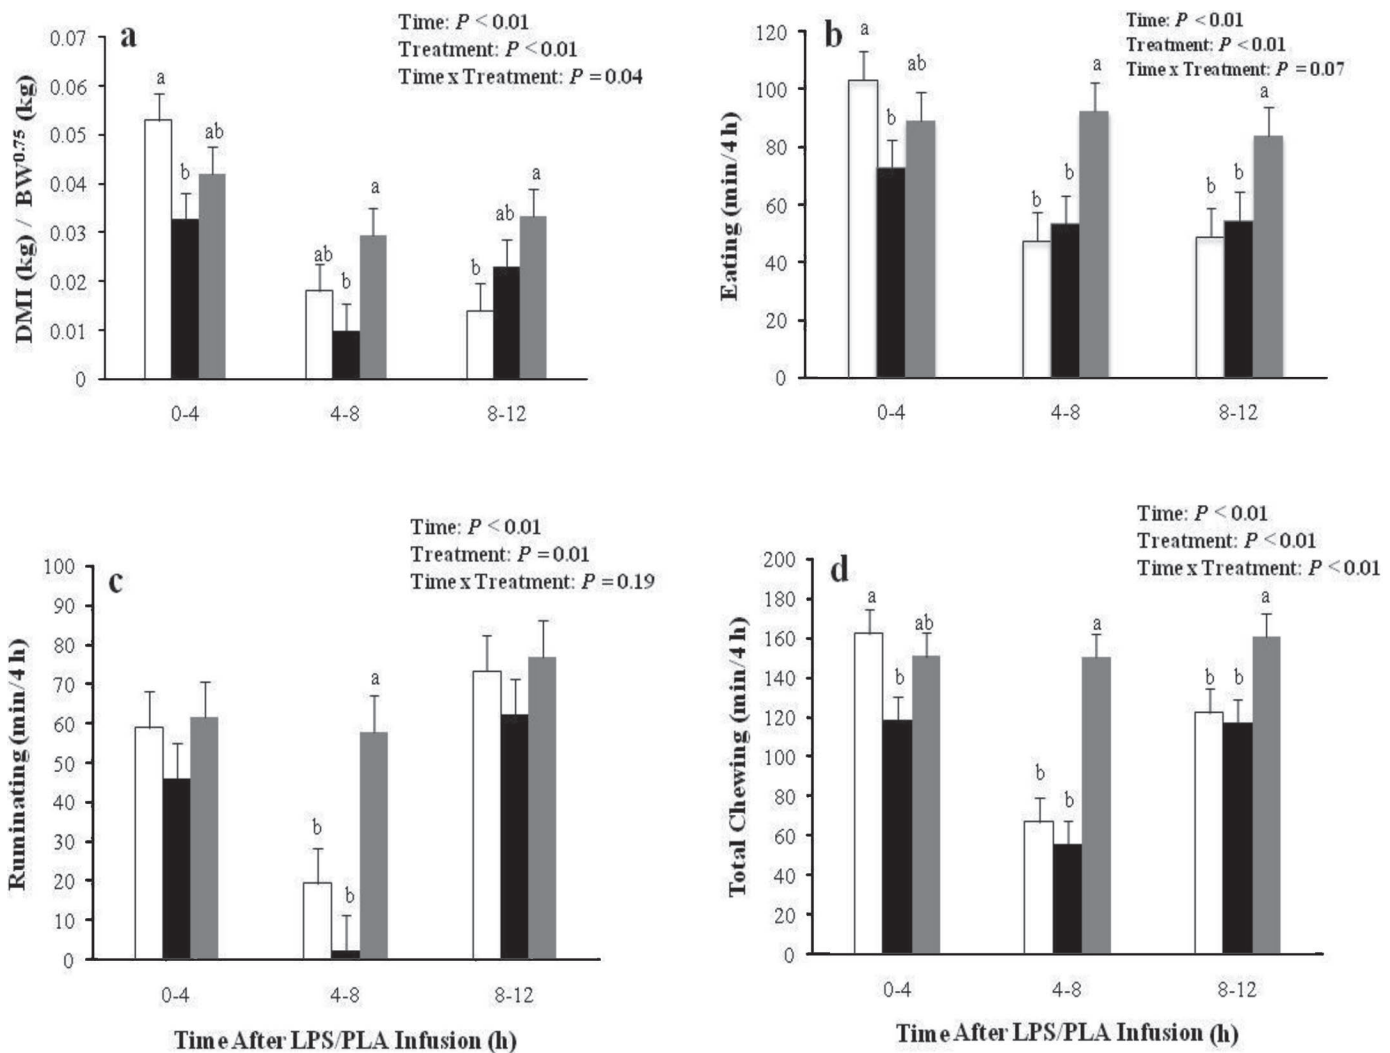 a
Time: P < 0.01
Treatment: P < 0.01
Time x Treatment: P = 0.04
DMI (kg) / BW0.75 (kg)
0.07
0.06
0.05
0.04
0.03
0.02
0.01
0
a
b
ab
ab
b
a
b
ab
a
0-4
4-8
8-12
b
Time: P < 0.01
Treatment: P < 0.01
Time x Treatment: P = 0.07
Eating (min/4 h)
120
100
80
60
40
20
0
a
b
ab
b
b
a
b
b
a
0-4
4-8
8-12
c
Time: P < 0.01
Treatment: P = 0.01
Time x Treatment: P = 0.19
Ruminating (min/4 h)
100
90
80
70
60
50
40
30
20
10
0
b
b
a
0-4
4-8
8-12
Time After LPS/PLA Infusion (h)
d
Time: P < 0.01
Treatment: P < 0.01
Time x Treatment: P < 0.01
Total Chewing (min/4 h)
200
180
160
140
120
100
80
60
40
20
0
a
b
ab
b
b
a
b
b
a
0-4
4-8
8-12
Time After LPS/PLA Infusion (h)